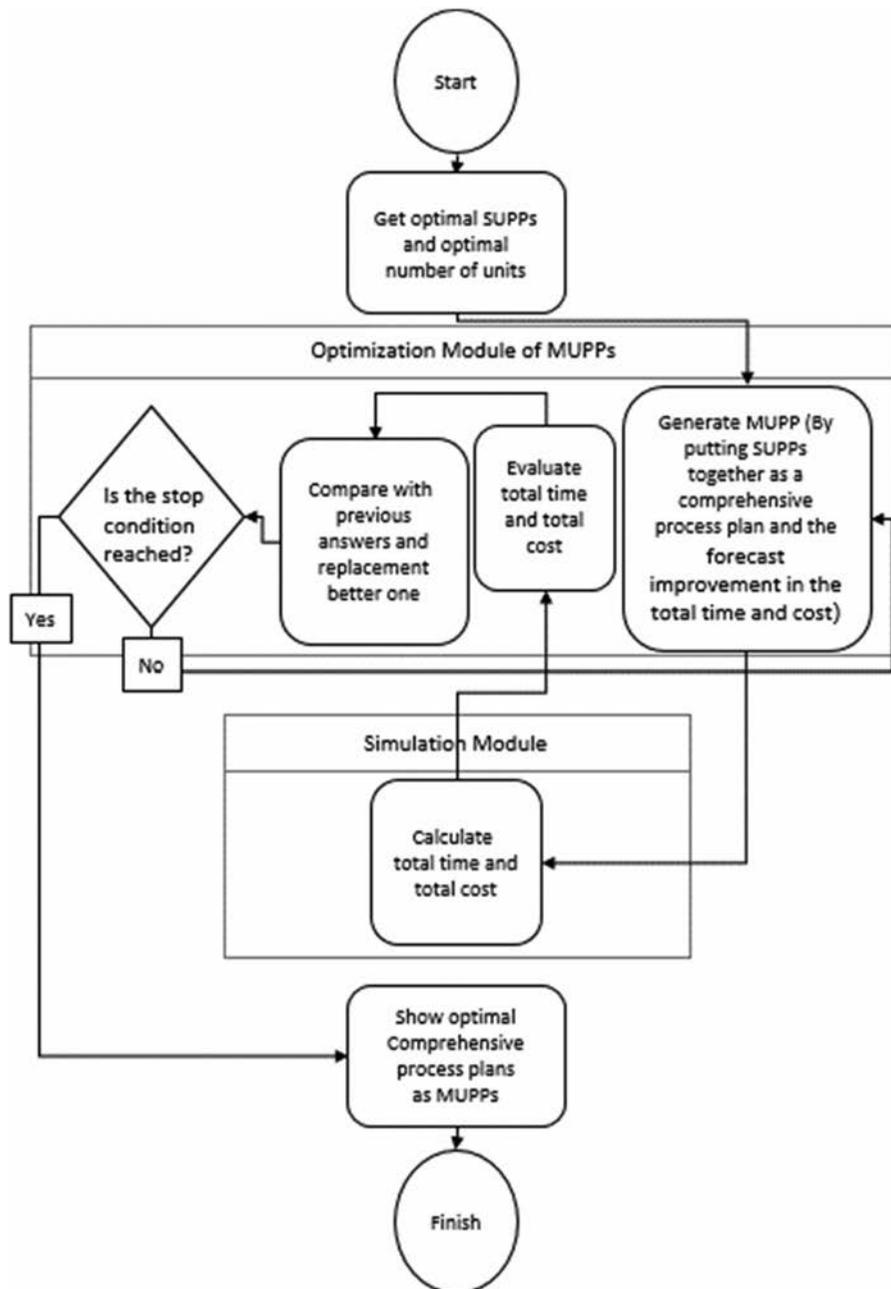 Start
Get optimal SUPPs
and optimal
number of units
Optimization Module of MUPPs
Generate MUPP (By
putting SUPPs
together as a
comprehensive
process plan and the
forecast
improvement in the
total time and cost)
Evaluate
total time
and total
cost
Compare with
previous
answers and
replacement
better one
Is the stop
condition
reached?
Yes
No
Simulation Module
Calculate
total time and
total cost
Show optimal
Comprehensive
process plans
as MUPPs
Finish